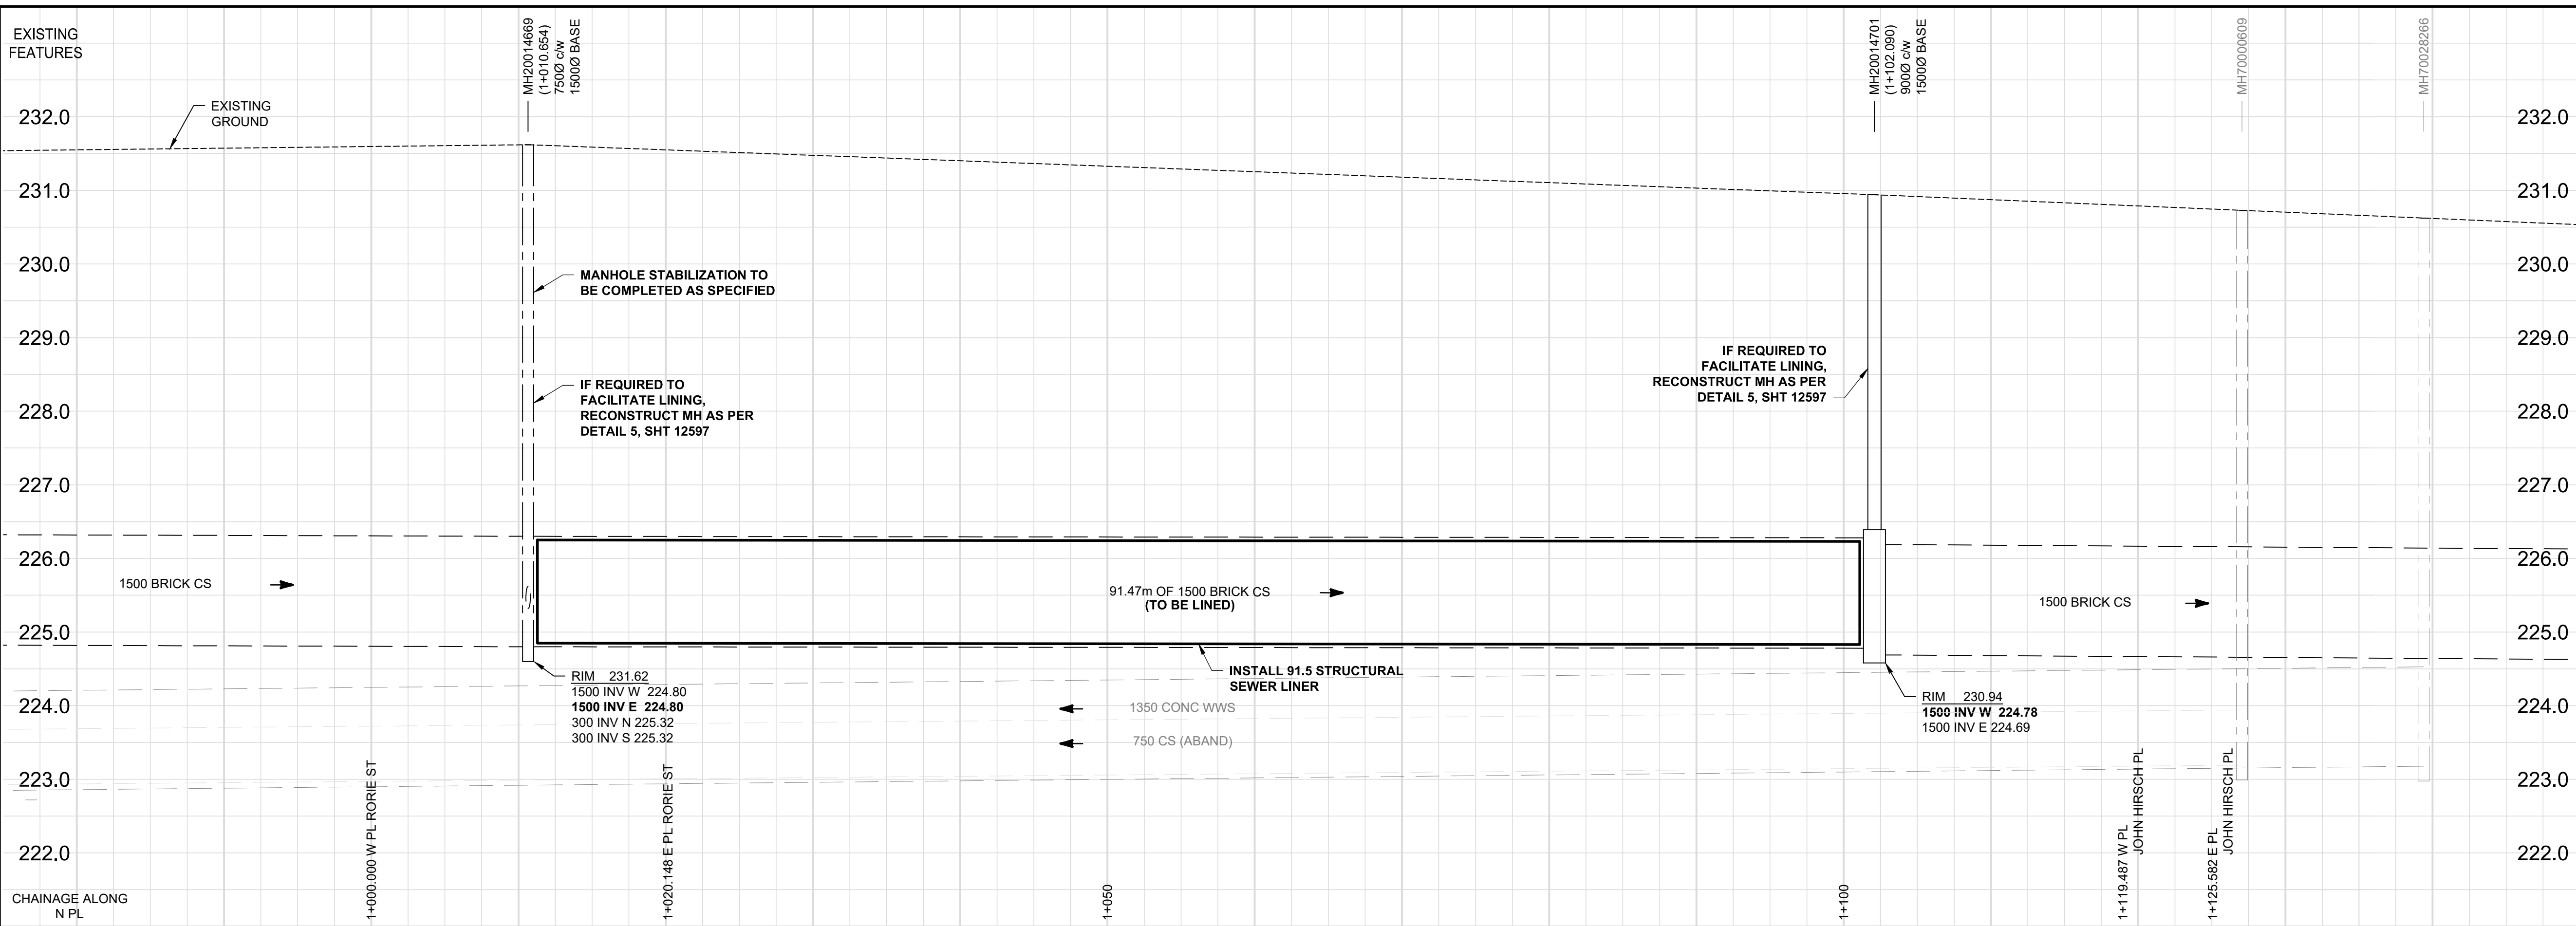 EXISTING
FEATURES
MH20014669
(1+010.654)
750Ø c/w
1500Ø BASE
MH20014701
(1+102.090)
900Ø c/w
1500Ø BASE
MH70000609
MH70028266
EXISTING
GROUND
232.0
232.0
231.0
231.0
230.0
230.0
229.0
229.0
228.0
228.0
227.0
227.0
226.0
226.0
225.0
225.0
224.0
224.0
223.0
223.0
222.0
222.0
MANHOLE STABILIZATION TO
BE COMPLETED AS SPECIFIED
IF REQUIRED TO
FACILITATE LINING,
RECONSTRUCT MH AS PER
DETAIL 5, SHT 12597
IF REQUIRED TO
FACILITATE LINING,
RECONSTRUCT MH AS PER
DETAIL 5, SHT 12597
1500 BRICK CS
91.47m OF 1500 BRICK CS
(TO BE LINED)
1500 BRICK CS
INSTALL 91.5 STRUCTURAL
SEWER LINER
RIM 231.62
1500 INV W 224.80
1500 INV E 224.80
300 INV N 225.32
300 INV S 225.32
1350 CONC WWS
750 CS (ABAND)
RIM 230.94
1500 INV W 224.78
1500 INV E 224.69
CHAINAGE ALONG
N PL
1+000.000 W PL RORIE ST
1+020.148 E PL RORIE ST
1+050
1+100
1+119.487 W PL
JOHN HIRSCH PL
1+125.582 E PL
JOHN HIRSCH PL